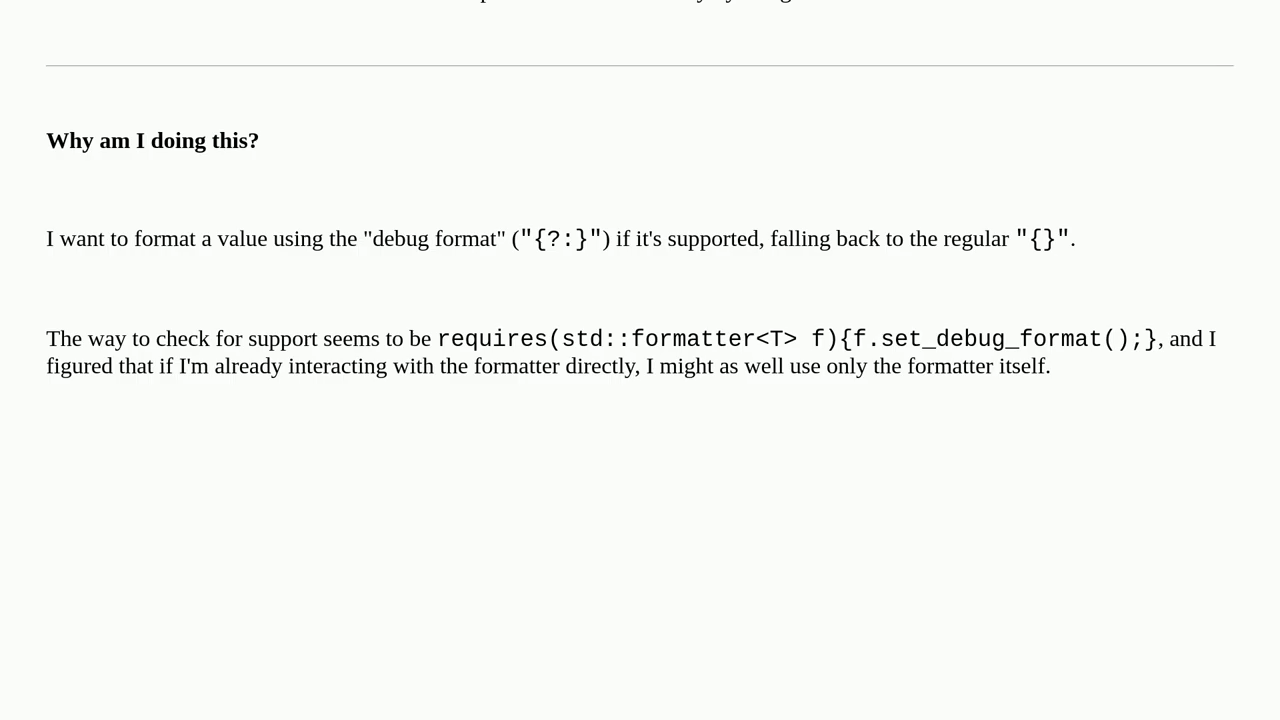 Why am I doing this?
I want to format a value using the "debug format" ("{?:}") if it's supported, falling back to the regular "{}".
The way to check for support seems to be requires(std::formatter<T> f){f.set_debug_format();}, and I
figured that if I'm already interacting with the formatter directly, I might as well use only the formatter itself.